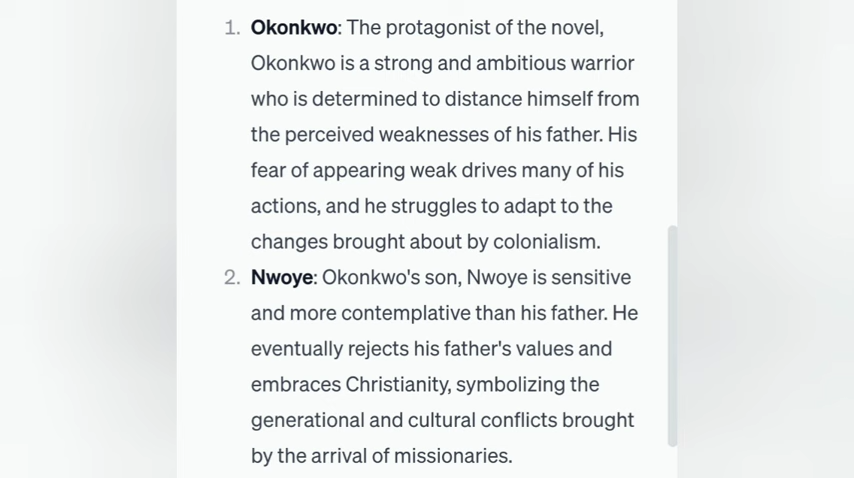 1. Okonkwo: The protagonist of the novel,
Okonkwo is a strong and ambitious warrior
who is determined to distance himself from
the perceived weaknesses of his father. His
fear of appearing weak drives many of his
actions, and he struggles to adapt to the
changes brought about by colonialism.
2. Nwoye: Okonkwo's son, Nwoye is sensitive
and more contemplative than his father. He
eventually rejects his father's values and
embraces Christianity, symbolizing the
generational and cultural conflicts brought
by the arrival of missionaries.